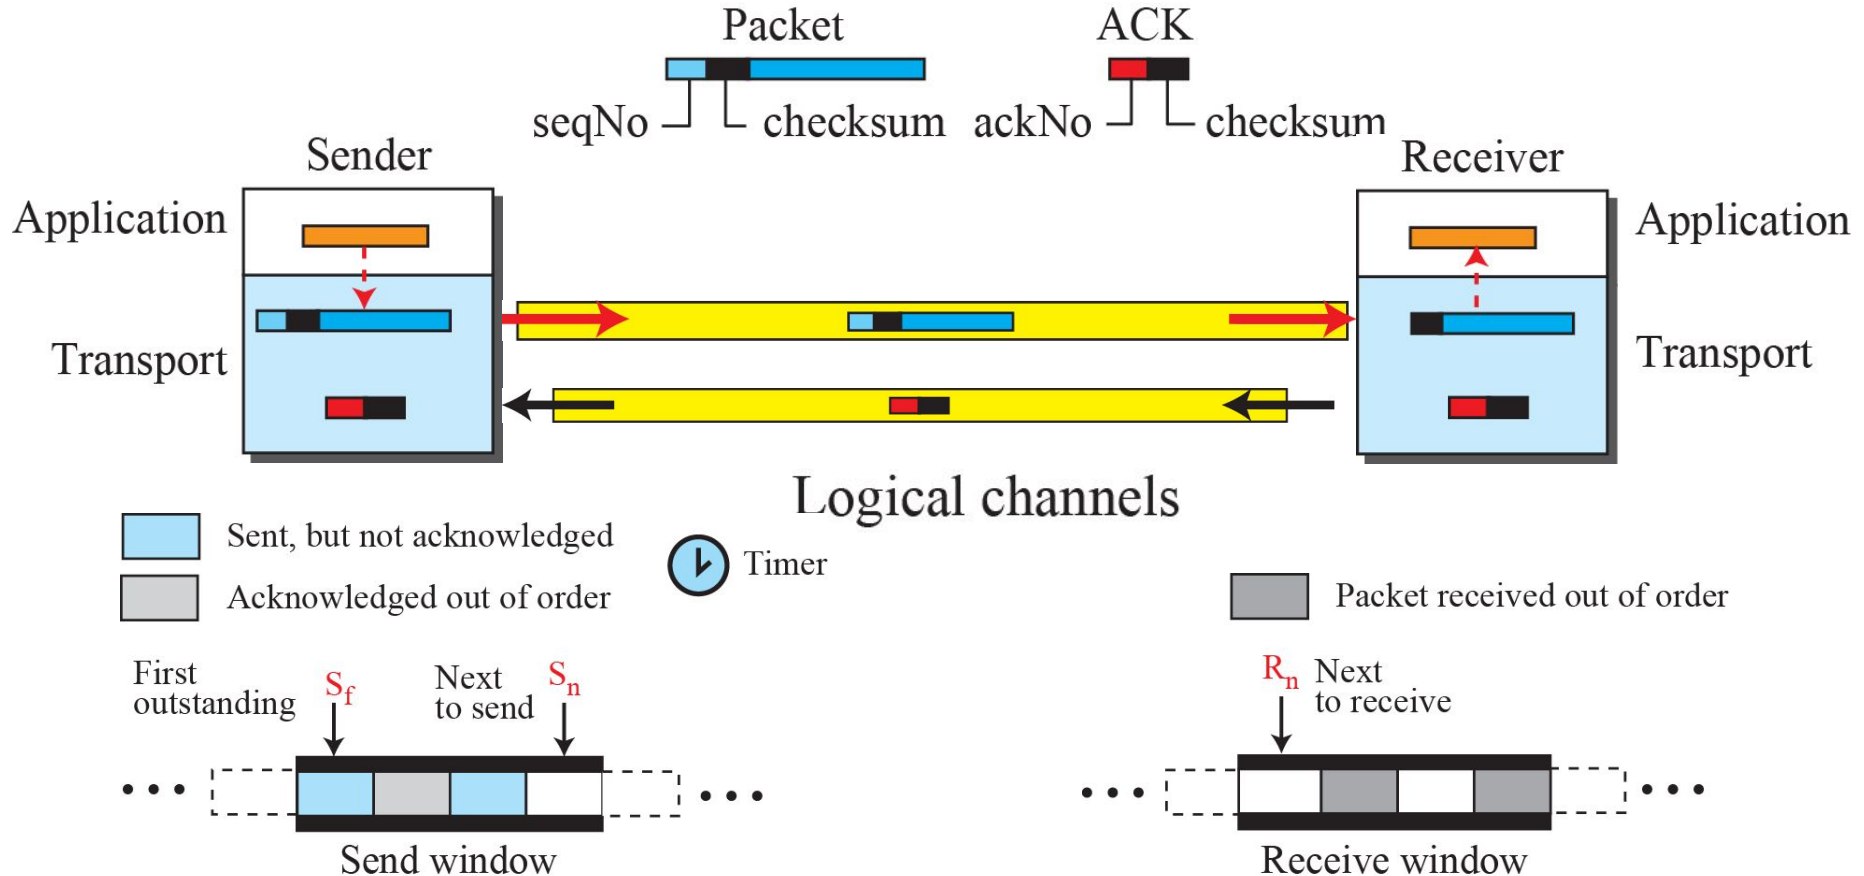 Packet
ACK
seqNo
checksum
ackNo
checksum
Sender
Receiver
Application
Application
Transport
Transport
Logical channels
Sent, but not acknowledged
Timer
Acknowledged out of order
Packet received out of order
First
outstanding
Sf
Next
to send
Sn
Rn
Next
to receive
Send window
Receive window